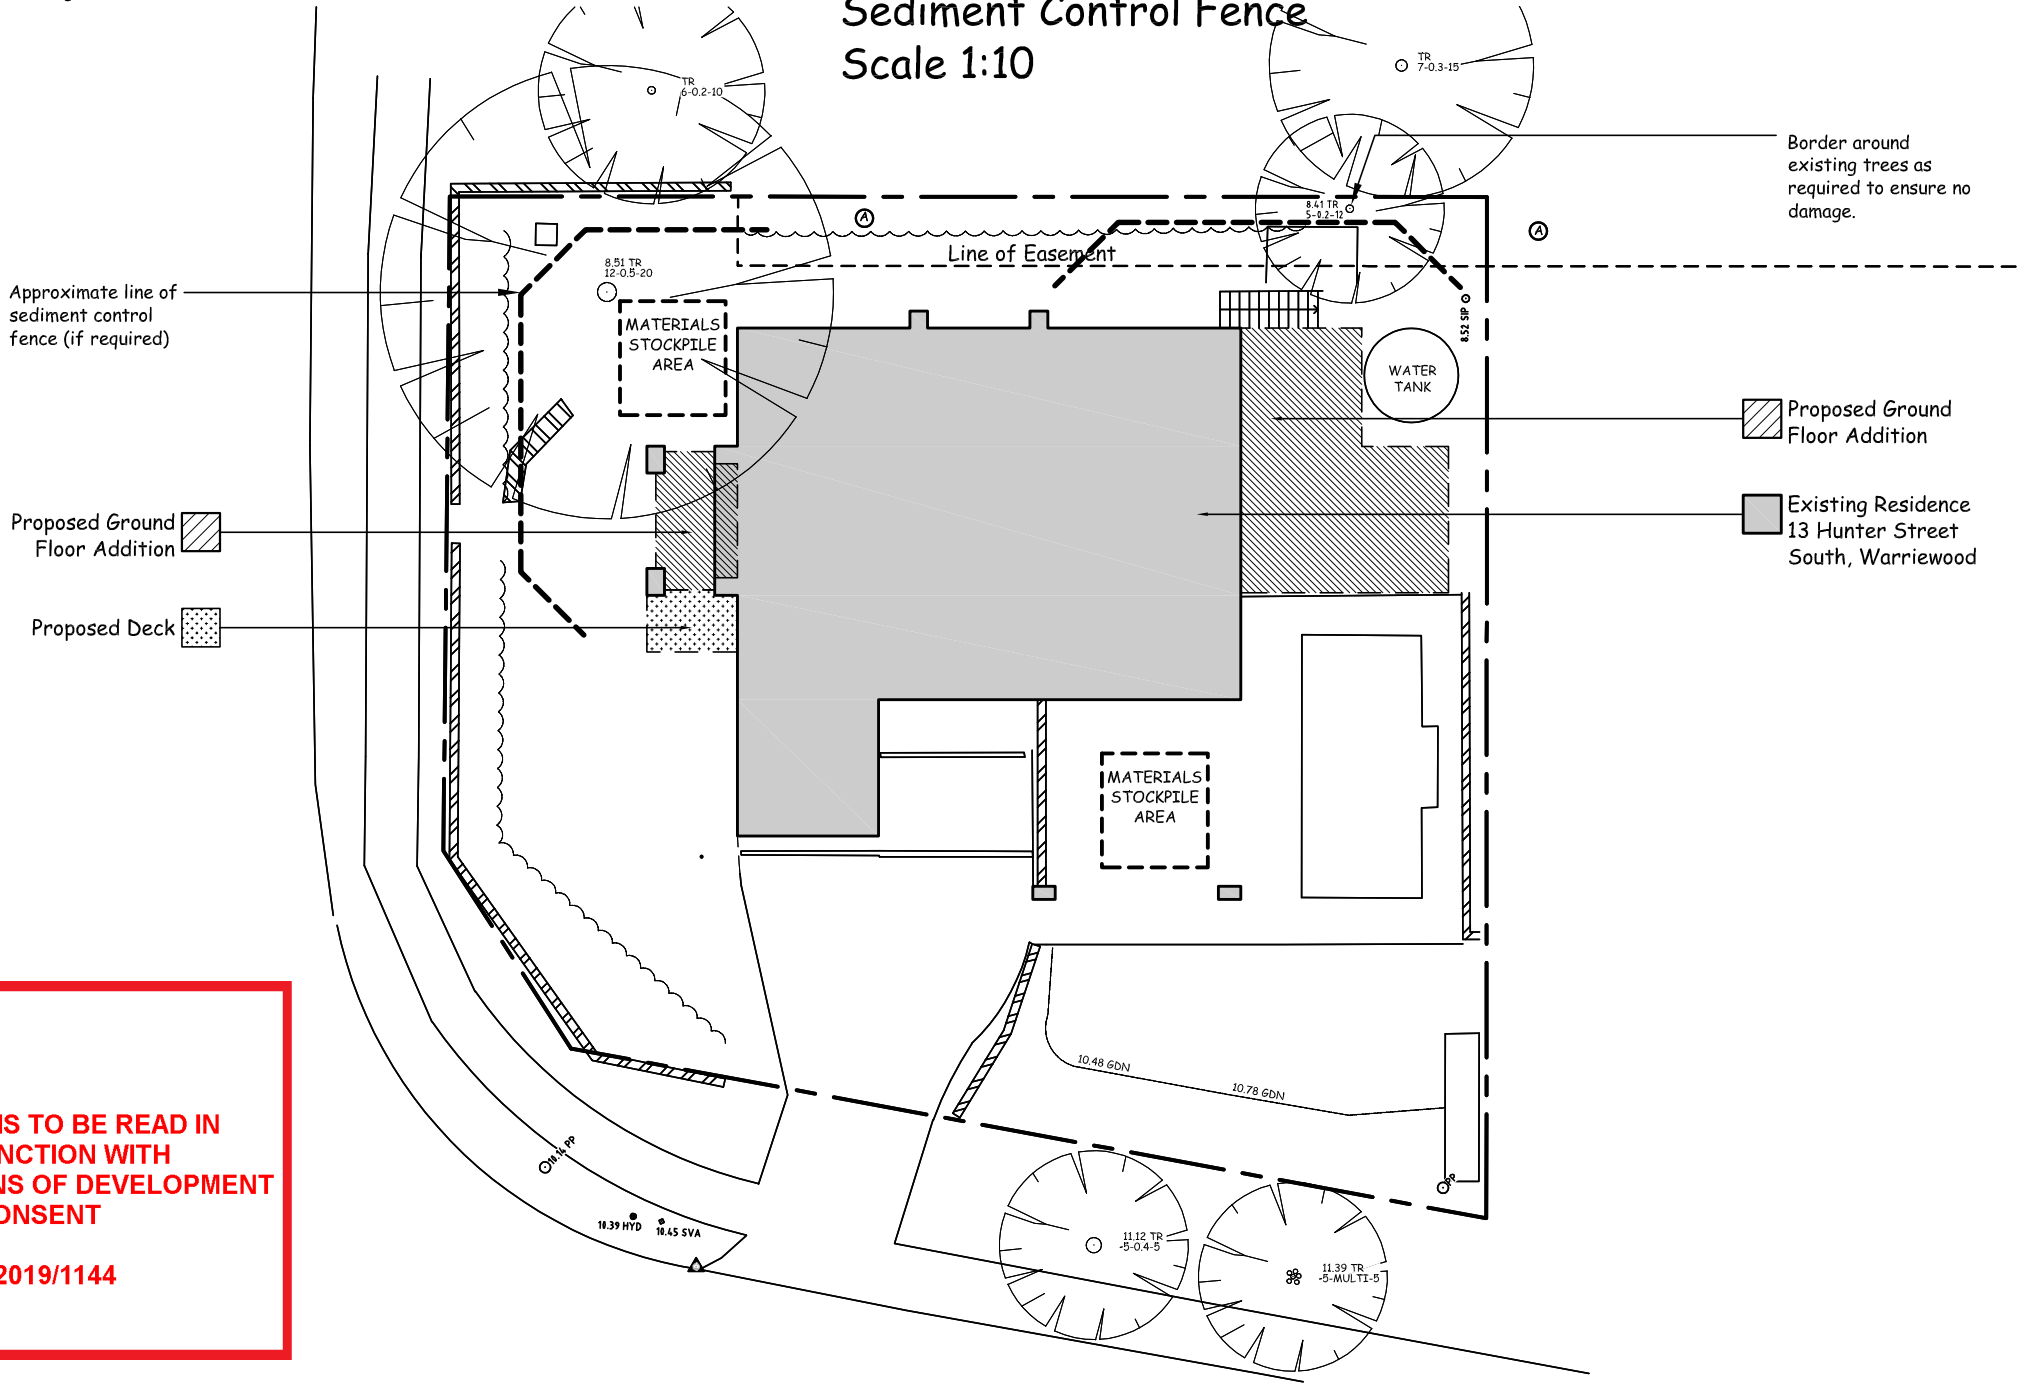 Sediment Control Fence
Scale 1:10
TR
6-0.2-10
TR
7-0.3-15
Border around
existing trees as
required to ensure no
damage.
8.41 TR
5-0.2-12
A
A
Line of Easement
8.51 TR
12-0.5-20
Approximate line of
sediment control
fence (if required)
MATERIALS
STOCKPILE
AREA
8.52 SIP
WATER
TANK
Proposed Ground
Floor Addition
Existing Residence
13 Hunter Street
South, Warriewood
Proposed Ground
Floor Addition
Proposed Deck
MATERIALS
STOCKPILE
AREA
10.48 GDN
10.78 GDN
NS TO BE READ IN
NCTION WITH
NS OF DEVELOPMENT
ONSENT
2019/1144
10.14 PP
10.39 HYD
10.45 SVA
PP
11.12 TR
-5-0.4-5
11.39 TR
-5-MULTI-5